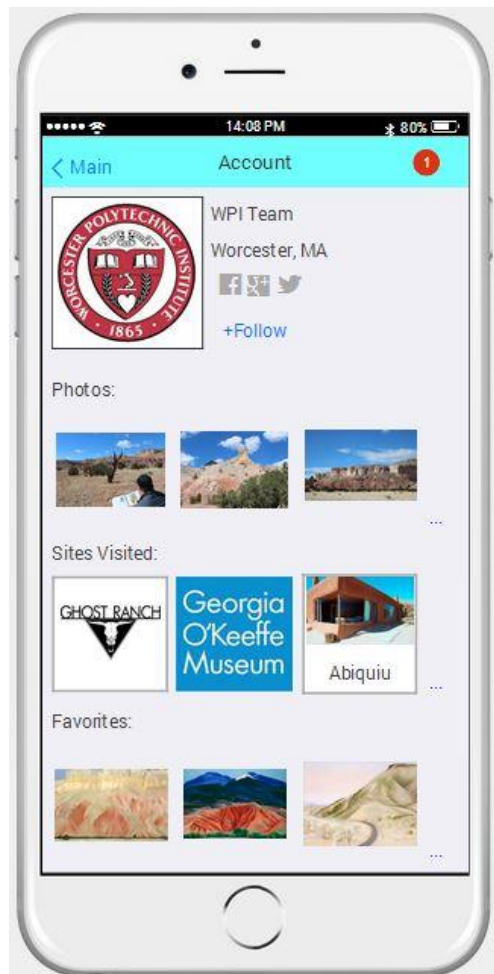 14:08 PM
80%
< Main
Account
1
WORCESTER POLYTECHNIC INSTITUTE
· 1865 ·
WPI Team
Worcester, MA
+Follow
Photos:
...
Sites Visited:
GHOST RANCH
Georgia
O'Keeffe
Museum
Abiquiu
...
Favorites:
...